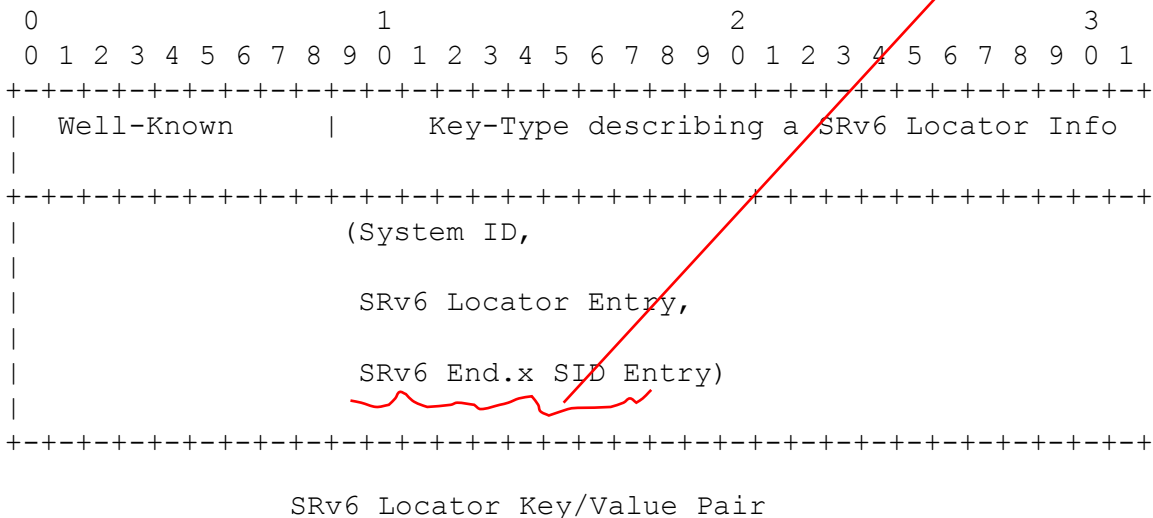 0                   1                   2                   3
 0 1 2 3 4 5 6 7 8 9 0 1 2 3 4 5 6 7 8 9 0 1 2 3 4 5 6 7 8 9 0 1
+-+-+-+-+-+-+-+-+-+-+-+-+-+-+-+-+-+-+-+-+-+-+-+-+-+-+-+-+-+-+-+-+
|  Well-Known     |     Key-Type describing a SRv6 Locator Info
|
+-+-+-+-+-+-+-+-+-+-+-+-+-+-+-+-+-+-+-+-+-+-+-+-+-+-+-+-+-+-+-+-+
|                  (System ID,
|
|                   SRv6 Locator Entry,
|
|                   SRv6 End.x SID Entry)
|
+-+-+-+-+-+-+-+-+-+-+-+-+-+-+-+-+-+-+-+-+-+-+-+-+-+-+-+-+-+-+-+-+
SRv6 Locator Key/Value Pair